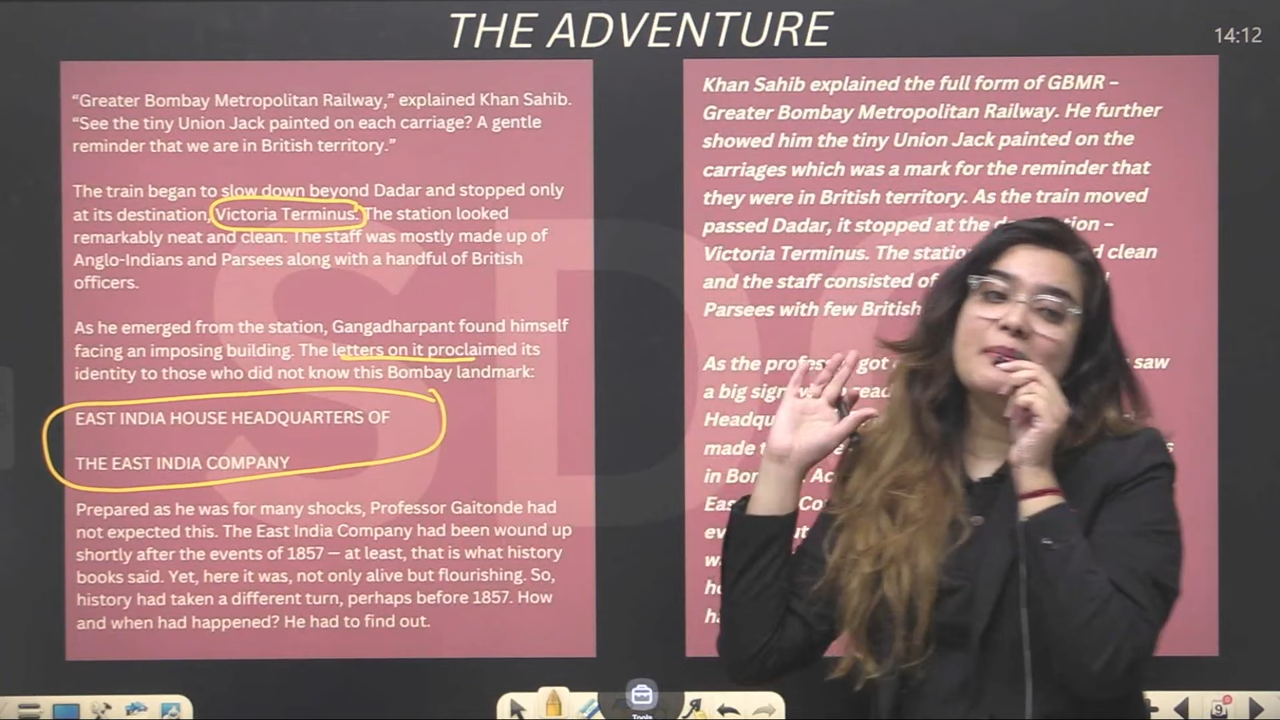 THE ADVENTURE
14:12
“Greater Bombay Metropolitan Railway,” explained Khan Sahib.
“See the tiny Union Jack painted on each carriage? A gentle
reminder that we are in British territory.”
The train began to slow down beyond Dadar and stopped only
at its destination, Victoria Terminus. The station looked
remarkably neat and clean. The staff was mostly made up of
Anglo-Indians and Parsees along with a handful of British
officers.
As he emerged from the station, Gangadharpant found himself
facing an imposing building. The letters on it proclaimed its
identity to those who did not know this Bombay landmark:
EAST INDIA HOUSE HEADQUARTERS OF
THE EAST INDIA COMPANY
Prepared as he was for many shocks, Professor Gaitonde had
not expected this. The East India Company had been wound up
shortly after the events of 1857 — at least, that is what history
books said. Yet, here it was, not only alive but flourishing. So,
history had taken a different turn, perhaps before 1857. How
and when had happened? He had to find out.
Khan Sahib explained the full form of GBMR –
Greater Bombay Metropolitan Railway. He further
showed him the tiny Union Jack painted on the
carriages which was a mark for the reminder that
they were in British territory. As the train moved
passed Dadar, it stopped at the –
Victoria Terminus. The clean
and the staff consisted of
Parsees with few British
As the got saw
a big sign
made
in
Tools
9